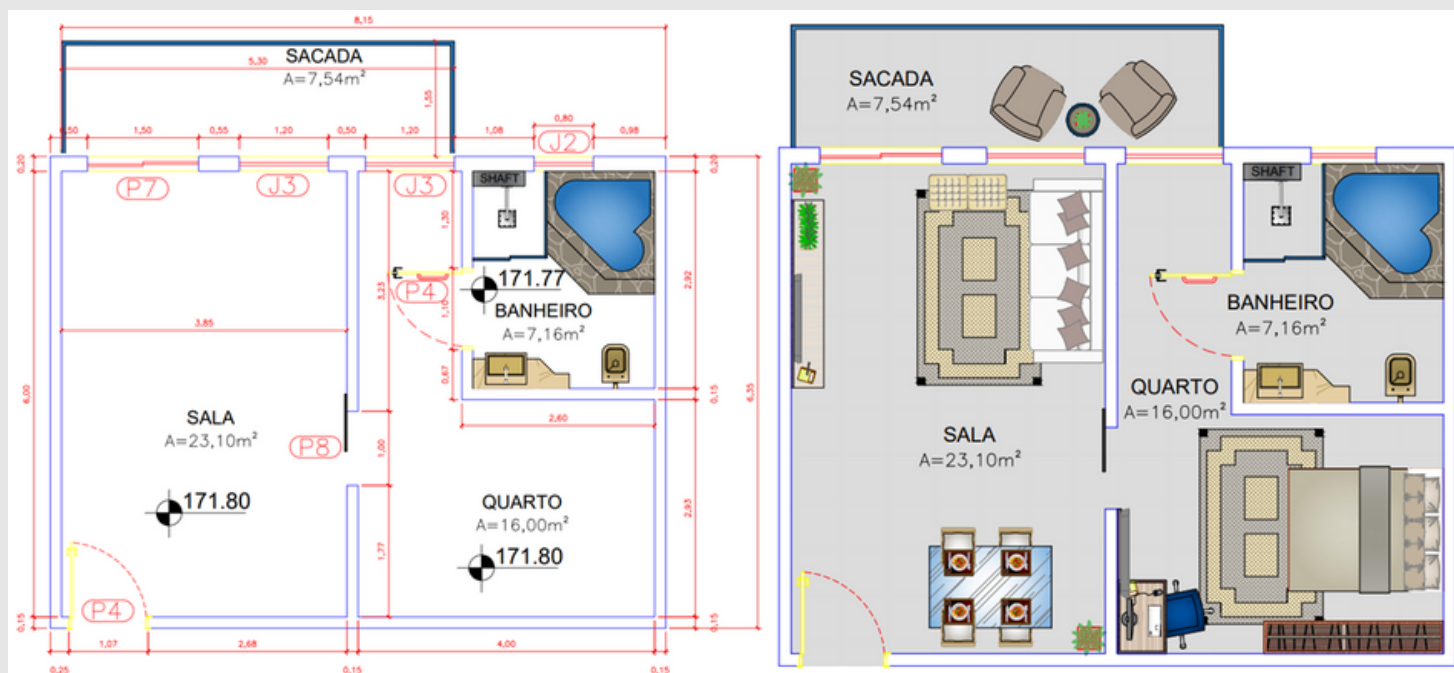 8,15
SACADA
A=7,54m²
5,30
1,55
0,50
1,50
0,55
1,20
0,50
1,20
1,08
0,80
J2
0,98
0,20
0,20
P7
J3
J3
SHAFT
1,30
P4
171.77
BANHEIRO
A=7,16m²
3,23
1,10
2,92
3,85
0,67
6,00
6,35
0,15
2,60
SALA
A=23,10m²
P8
1,00
171.80
QUARTO
A=16,00m²
171.80
2,93
1,77
P4
0,15
0,15
1,07
2,68
4,00
0,25
0,15
0,15
SACADA
A=7,54m²
SHAFT
BANHEIRO
A=7,16m²
QUARTO
A=16,00m²
SALA
A=23,10m²